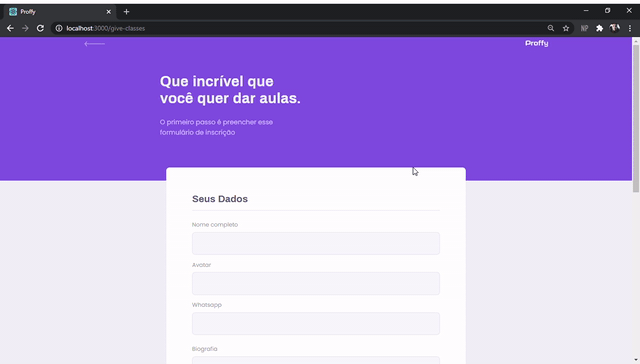 Proffy
localhost:3000/give-classes
Proffy
Que incrível que
você quer dar aulas.
O primeiro passo é preencher esse
formulário de inscrição
Seus Dados
Nome completo
Avatar
Whatsapp
Biografia